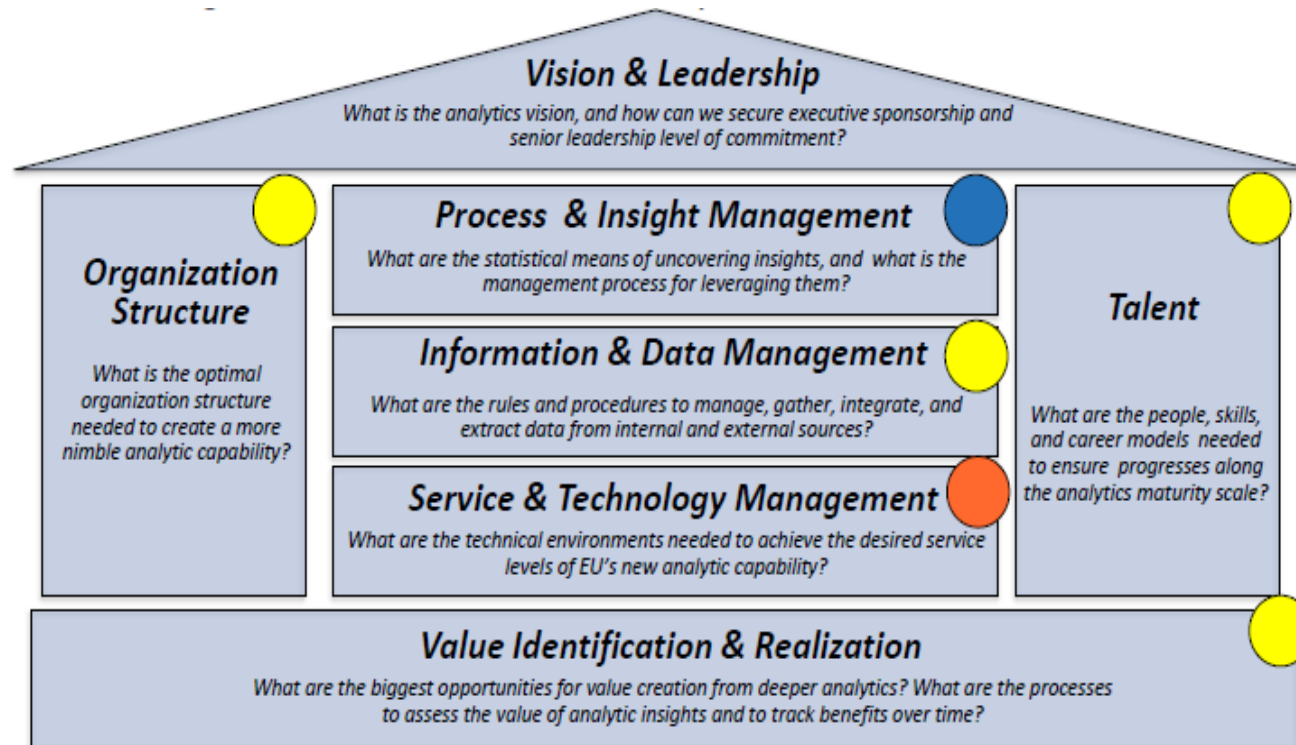 Vision & Leadership
What is the analytics vision, and how can we secure executive sponsorship and
senior leadership level of commitment?
Organization
Structure
What is the optimal
organization structure
needed to create a more
nimble analytic capability?
Process & Insight Management
What are the statistical means of uncovering insights, and what is the
management process for leveraging them?
Information & Data Management
What are the rules and procedures to manage, gather, integrate, and
extract data from internal and external sources?
Service & Technology Management
What are the technical environments needed to achieve the desired service
levels of EU's new analytic capability?
Talent
What are the people, skills,
and career models needed
to ensure progresses along
the analytics maturity scale?
Value Identification & Realization
What are the biggest opportunities for value creation from deeper analytics? What are the processes
to assess the value of analytic insights and to track benefits over time?